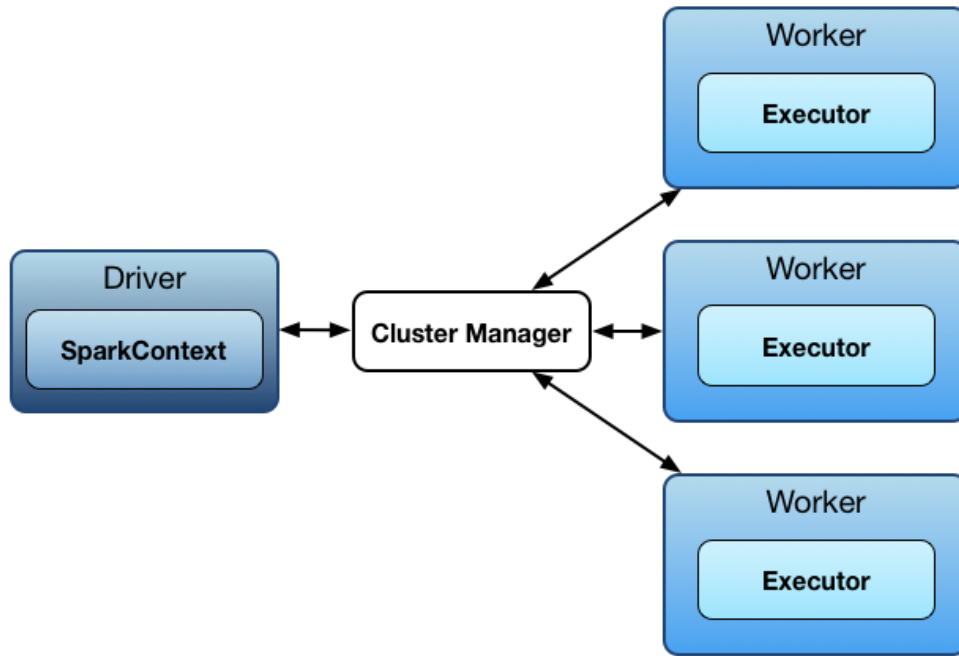 Driver
SparkContext
Cluster Manager
Worker
Executor
Worker
Executor
Worker
Executor